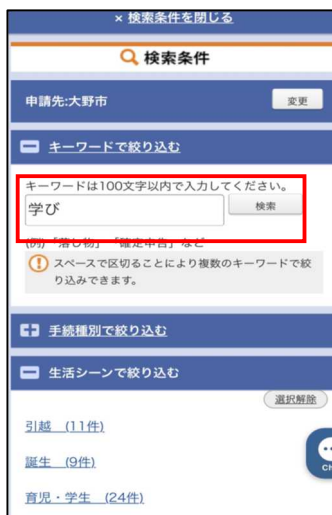 × 検索条件を閉じる
検索条件
申請先:大野市
変更
キーワードで絞り込む
キーワードは100文字以内で入力してください。
学び
検索
(例)「落し物」「確定申告」など
スペースで区切ることにより複数のキーワードで絞
り込みできます。
手続種別で絞り込む
生活シーンで絞り込む
選択解除
引越 (11件)
誕生 (9件)
育児・学生 (24件)